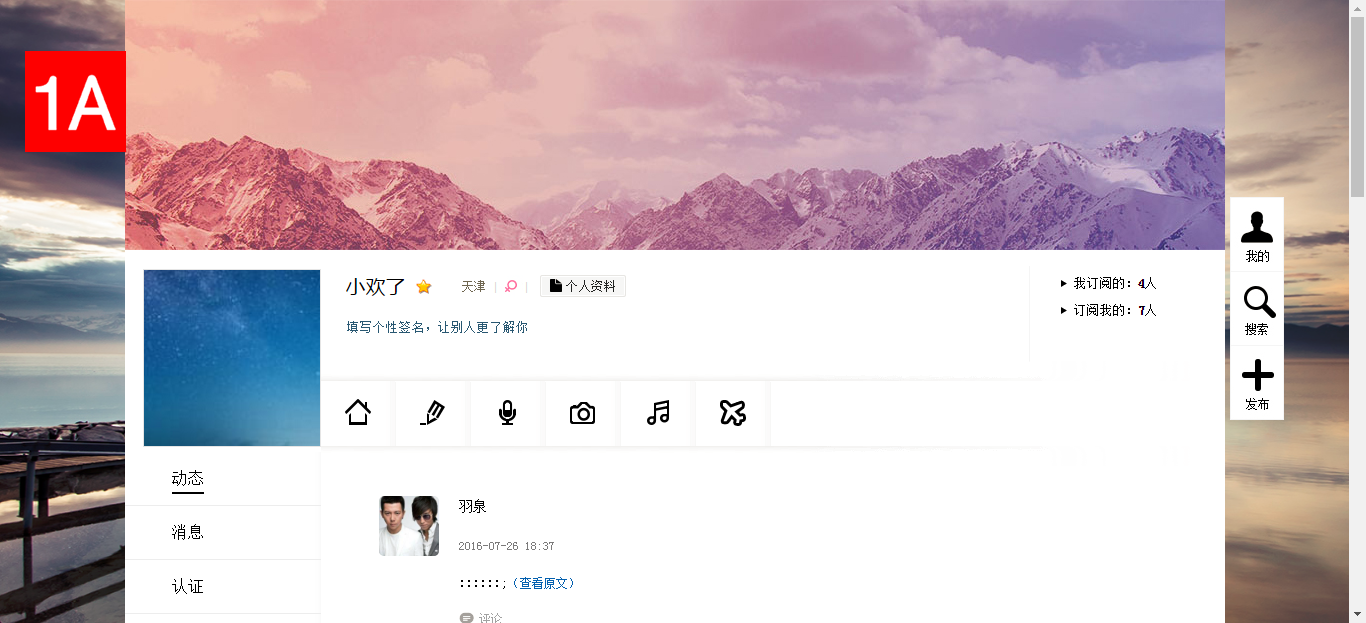 1A
小欢了
天津
个人资料
填写个性签名，让别人更了解你
我订阅的：4人
订阅我的：7人
我的
搜索
发布
动态
消息
认证
羽泉
2016-07-26 18:37
::::::;（查看原文）
评论